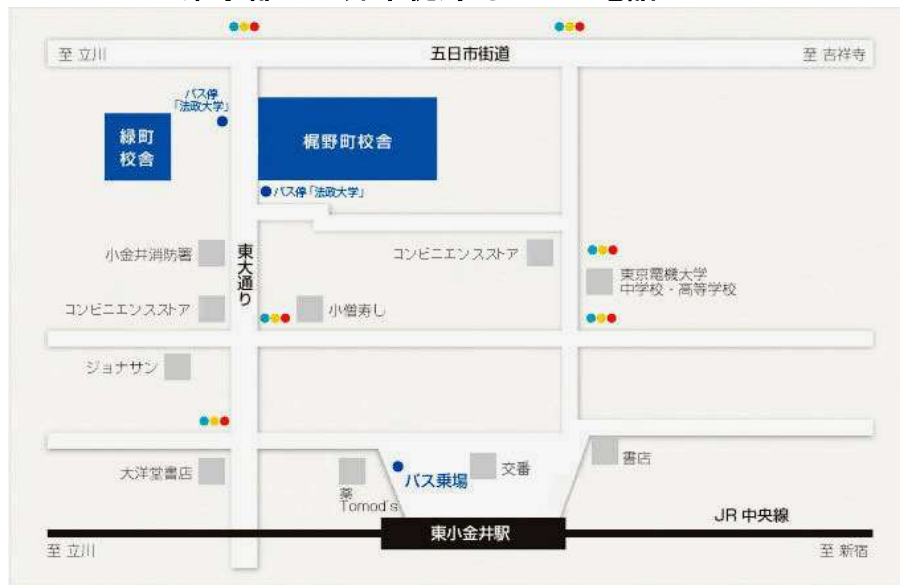 至 立川
五日市街道
至 吉祥寺
バス停
「法政大学」
緑町
校舎
梶野町校舎
バス停「法政大学」
東大通り
小金井消防署
コンビニエンスストア
東京電機大学
中学校・高等学校
コンビニエンスストア
小僧寿し
ジョナサン
大洋堂書店
薬
Tomod's
バス乗場
交番
書店
JR 中央線
東小金井駅
至 立川
至 新宿